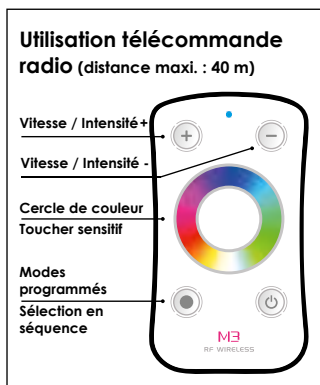 Utilisation télécommande
radio (distance maxi. : 40 m)
Vitesse / Intensité+
Vitesse / Intensité -
Cercle de couleur
Toucher sensitif
Modes
programmés
Sélection en
séquence
M3
RF WIRELESS